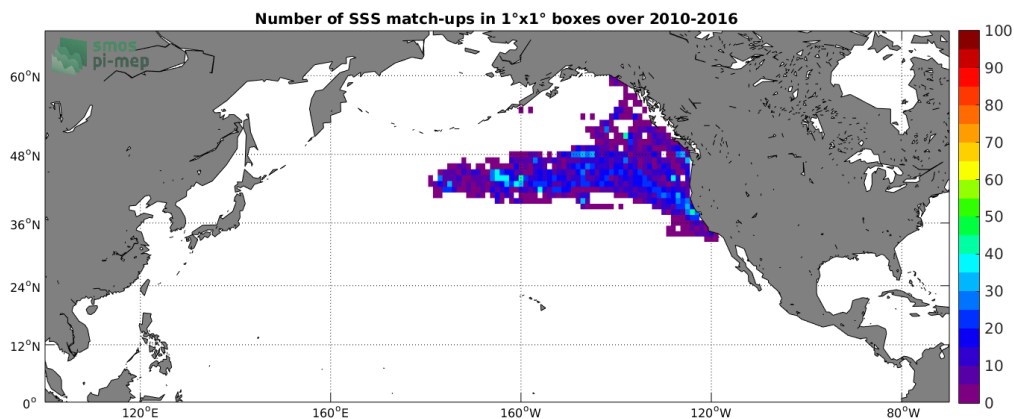 Number of SSS match-ups in 1°x1° boxes over 2010-2016
smos
pi-mep
60°N
48°N
36°N
24°N
12°N
0°
120°E
160°E
160°W
120°W
80°W
100
90
80
70
60
50
40
30
20
10
0